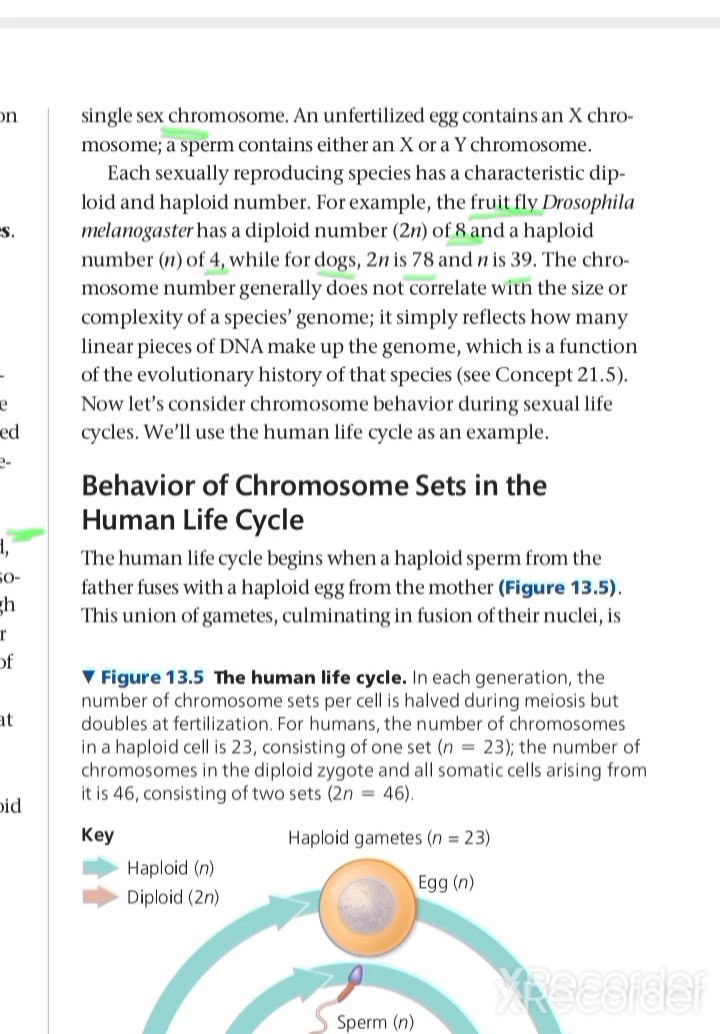 on
single sex chromosome. An unfertilized egg contains an X chro-
mosome; a sperm contains either an X or a Y chromosome.
Each sexually reproducing species has a characteristic dip-
loid and haploid number. For example, the fruit fly Drosophila
s.
melanogaster has a diploid number (2n) of 8 and a haploid
number (n) of 4, while for dogs, 2n is 78 and n is 39. The chro-
mosome number generally does not correlate with the size or
complexity of a species’ genome; it simply reflects how many
linear pieces of DNA make up the genome, which is a function
-
of the evolutionary history of that species (see Concept 21.5).
e
Now let’s consider chromosome behavior during sexual life
ed
cycles. We’ll use the human life cycle as an example.
e-
Behavior of Chromosome Sets in the
Human Life Cycle
d,
The human life cycle begins when a haploid sperm from the
so-
father fuses with a haploid egg from the mother (Figure 13.5).
gh
This union of gametes, culminating in fusion of their nuclei, is
r
of
▼ Figure 13.5 The human life cycle. In each generation, the
number of chromosome sets per cell is halved during meiosis but
at
doubles at fertilization. For humans, the number of chromosomes
in a haploid cell is 23, consisting of one set (n = 23); the number of
chromosomes in the diploid zygote and all somatic cells arising from
it is 46, consisting of two sets (2n = 46).
oid
Key
Haploid gametes (n = 23)
Haploid (n)
Egg (n)
Diploid (2n)
XRecorder
Sperm (n)